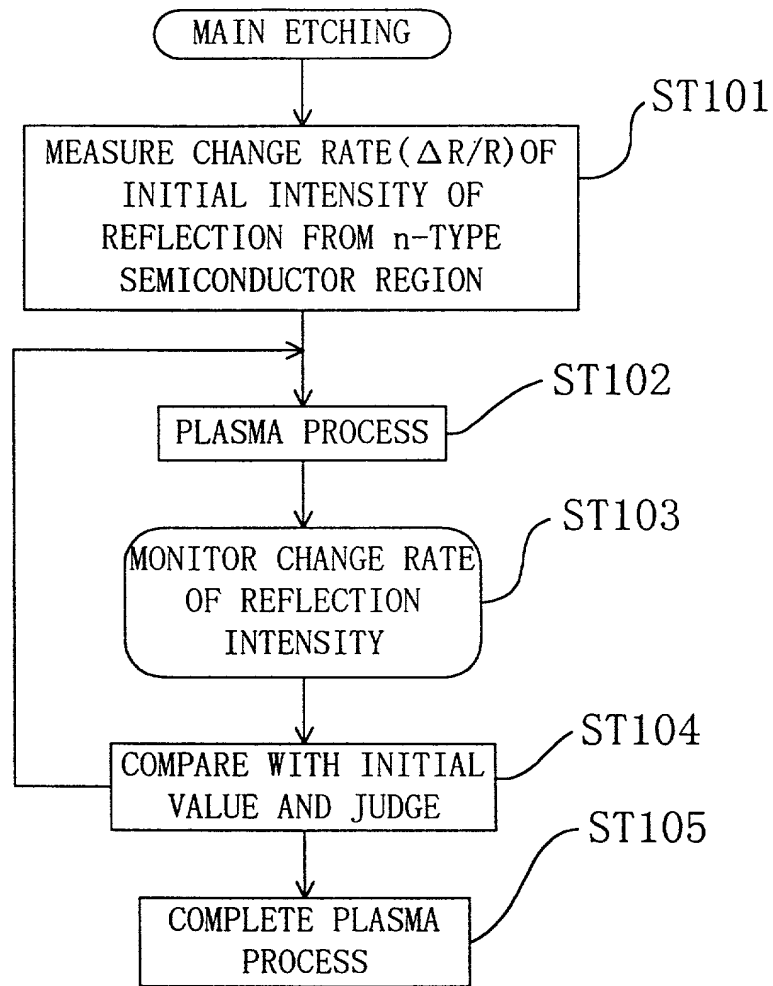 MAIN ETCHING
ST101
MEASURE CHANGE RATE(ΔR/R)OF
INITIAL INTENSITY OF
REFLECTION FROM n-TYPE
SEMICONDUCTOR REGION
ST102
PLASMA PROCESS
ST103
MONITOR CHANGE RATE
OF REFLECTION
INTENSITY
ST104
COMPARE WITH INITIAL
VALUE AND JUDGE
ST105
COMPLETE PLASMA
PROCESS